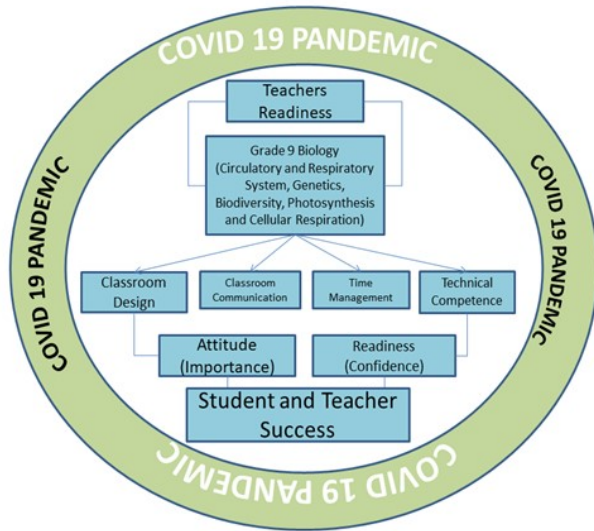 COVID 19 PANDEMIC
Teachers
Readiness
Grade 9 Biology
(Circulatory and Respiratory
System, Genetics,
Biodiversity, Photosynthesis
and Cellular Respiration)
COVID 19 PANDEMIC
COVID 19 PANDEMIC
Classroom
Design
Classroom
Communication
Time
Management
Technical
Competence
Attitude
(Importance)
Readiness
(Confidence)
Student and Teacher
Success
COVID 19 PANDEMIC